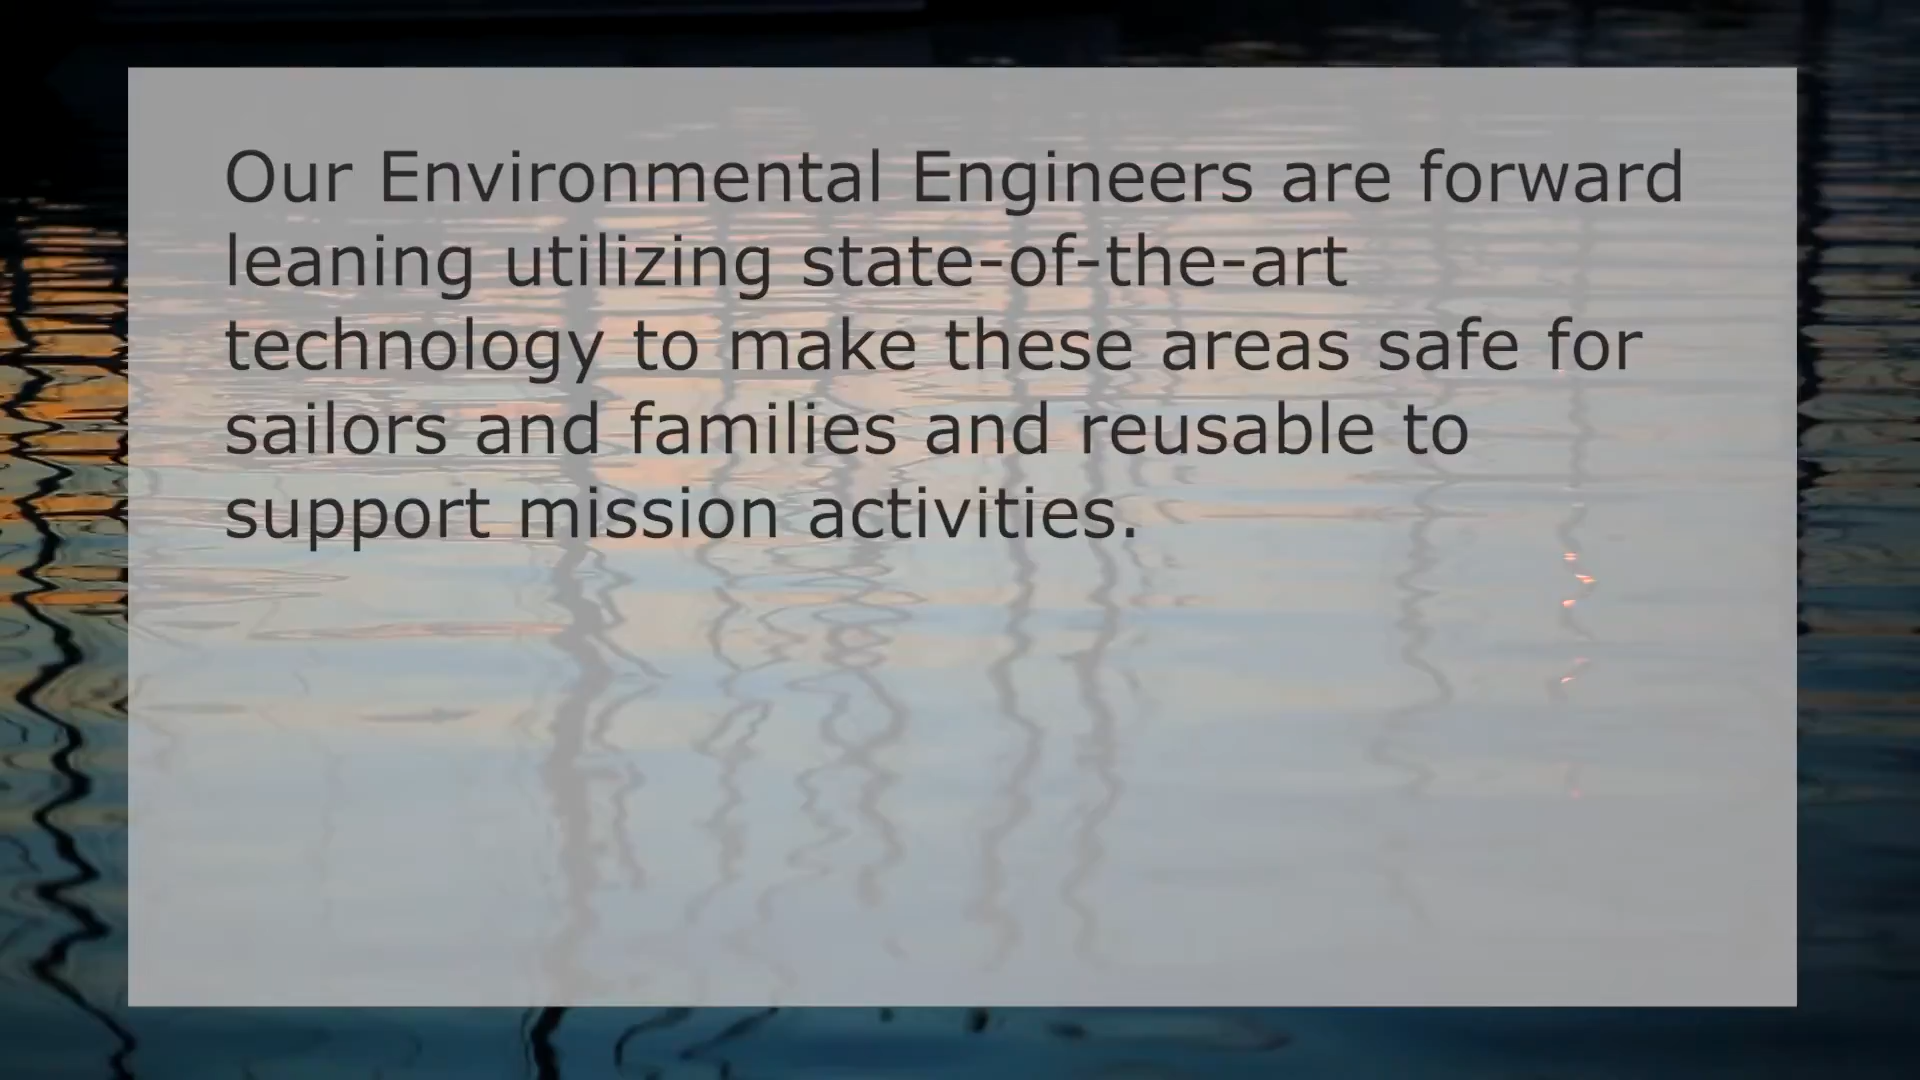 Our Environmental Engineers are forward
leaning utilizing state-of-the-art
technology to make these areas safe for
sailors and families and reusable to
support mission activities.